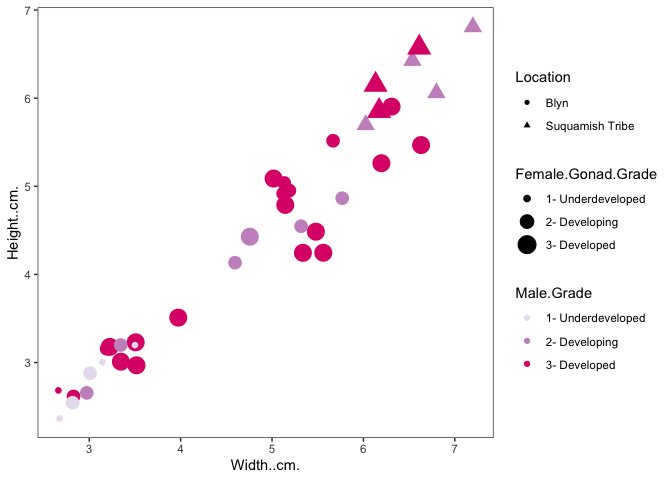 7
6
5
4
3
Height..cm.
3
4
5
6
7
Width..cm.
Location
Blyn
Suquamish Tribe
Female.Gonad.Grade
1- Underdeveloped
2- Developing
3- Developed
Male.Grade
1- Underdeveloped
2- Developing
3- Developed